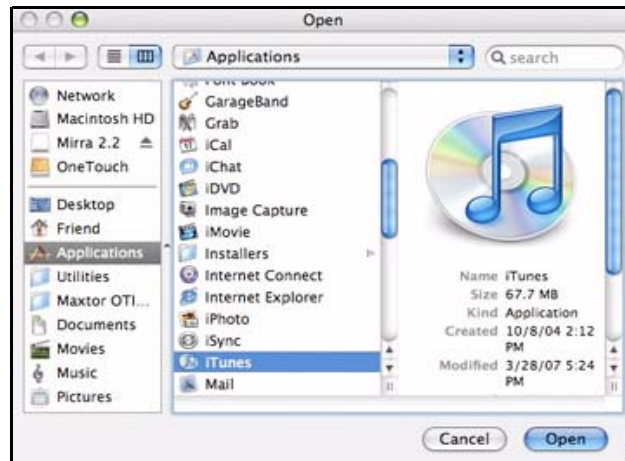 Open
Applications
search
Network
Macintosh HD
Mirra 2.2
OneTouch
Desktop
Friend
Applications
Utilities
Maxtor OTI...
Documents
Movies
Music
Pictures
Font Book
GarageBand
Grab
iCal
iChat
iDVD
Image Capture
iMovie
Installers
Internet Connect
Internet Explorer
iPhoto
iSync
iTunes
Mail
Name iTunes
Size 67.7 MB
Kind Application
Created 10/8/04 2:12
PM
Modified 3/28/07 5:24
PM
Cancel
Open